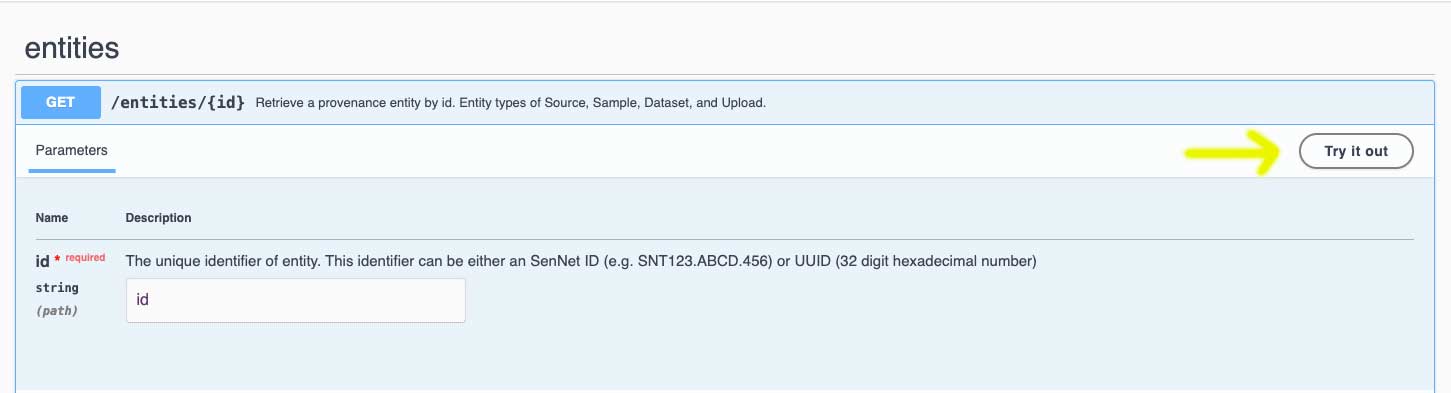 entities
GET /entities/{id} Retrieve a provenance entity by id. Entity types of Source, Sample, Dataset, and Upload.
Parameters Try it out
Name Description
id * required The unique identifier of entity. This identifier can be either an SenNet ID (e.g. SNT123.ABCD.456) or UUID (32 digit hexadecimal number)
string id
(path)